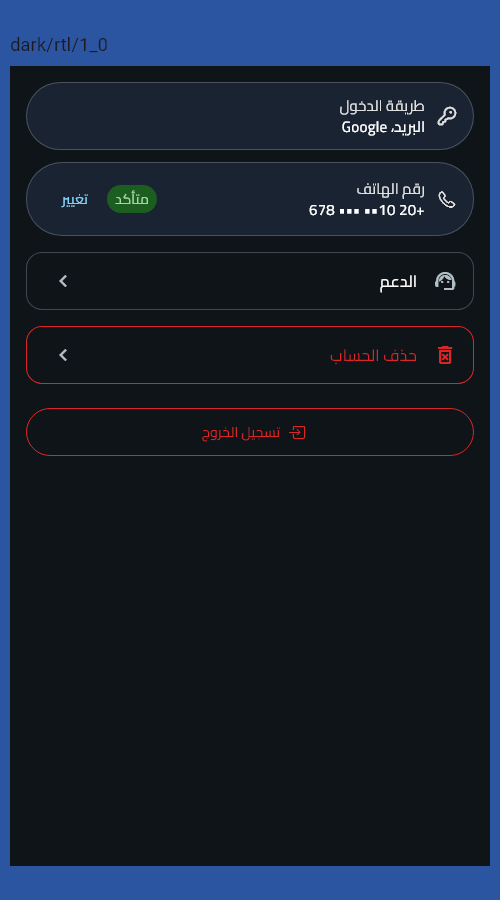 dark/rtl/1_0
طريقة الدخول
البريد، Google
رقم الهاتف
+20 10•• ••• 678
متأكد
تغيير
الدعم
حذف الحساب
تسجيل الخروج